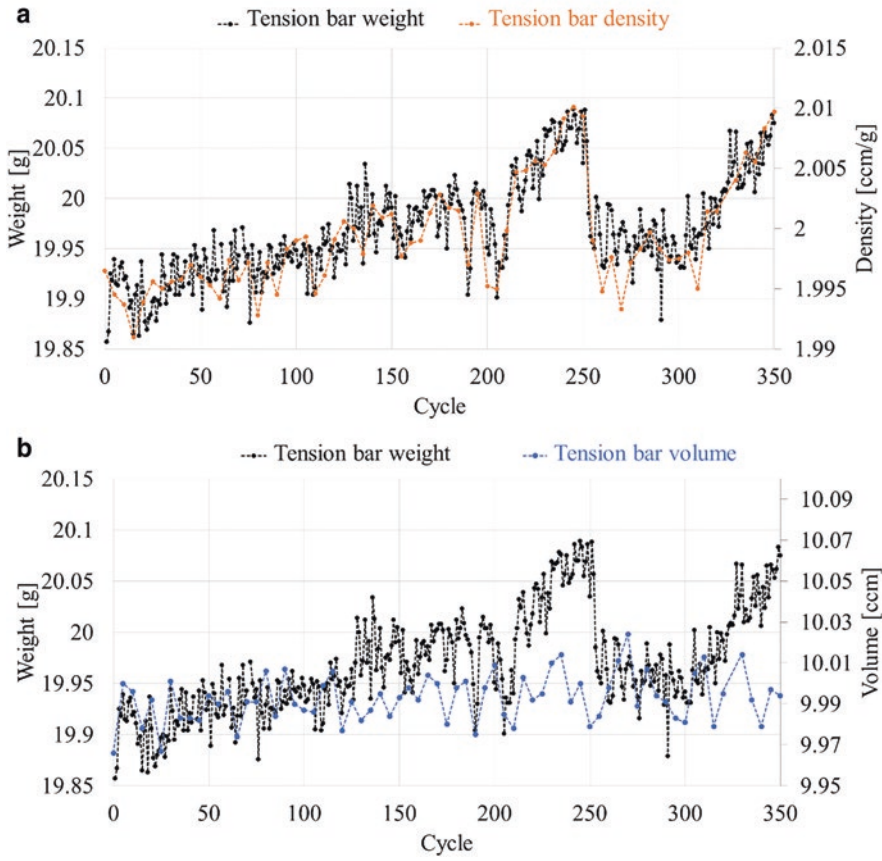 a
Tension bar weight Tension bar density
20.15 2.015
20.1 2.01
20.05 2.005
20 2
19.95 1.995
19.9 1.99
19.85
Weight [g]
Density [ccm/g]
0 50 100 150 200 250 300 350
Cycle
b
Tension bar weight Tension bar volume
20.15
20.1 10.09
20.05 10.07
20 10.05
19.95 10.03
19.9 10.01
19.85 9.99
9.97
9.95
Weight [g]
Volume [ccm]
0 50 100 150 200 250 300 350
Cycle